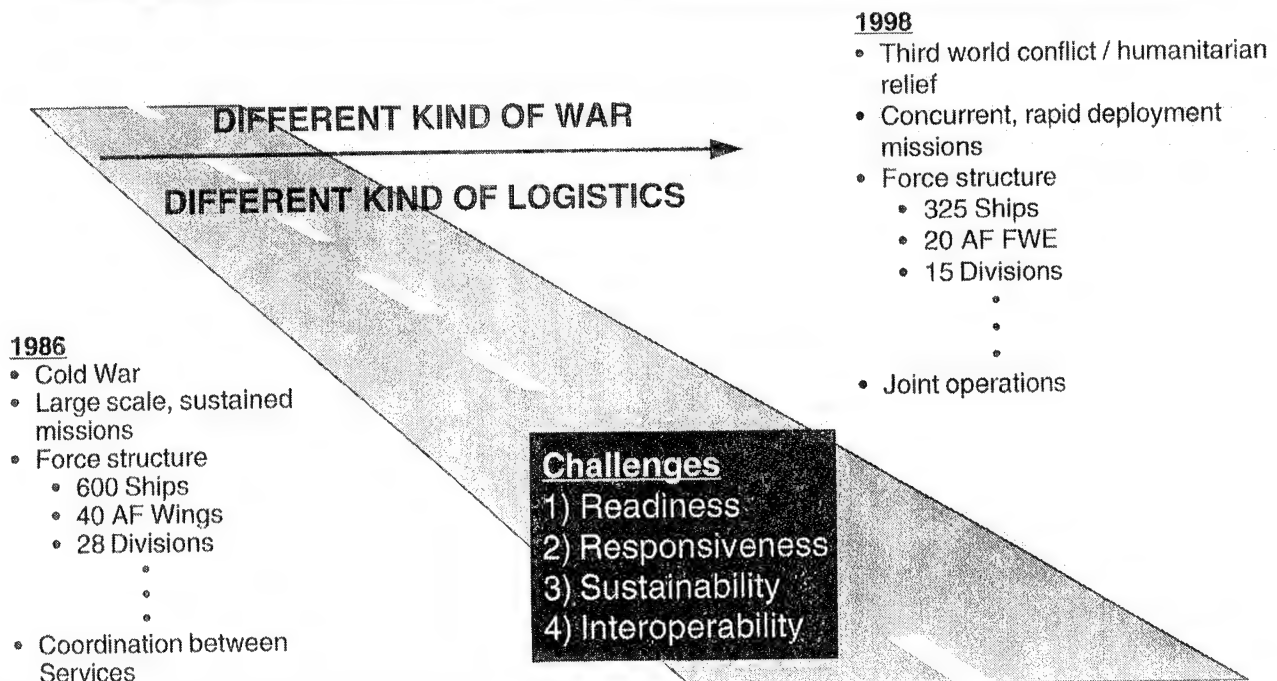 DIFFERENT KIND OF WAR
DIFFERENT KIND OF LOGISTICS
1986
• Cold War
• Large scale, sustained
missions
• Force structure
• 600 Ships
• 40 AF Wings
• 28 Divisions
•
•
•
• Coordination between
Services
1998
• Third world conflict / humanitarian
relief
• Concurrent, rapid deployment
missions
• Force structure
• 325 Ships
• 20 AF FWE
• 15 Divisions
•
•
•
• Joint operations
Challenges
1) Readiness
2) Responsiveness
3) Sustainability
4) Interoperability